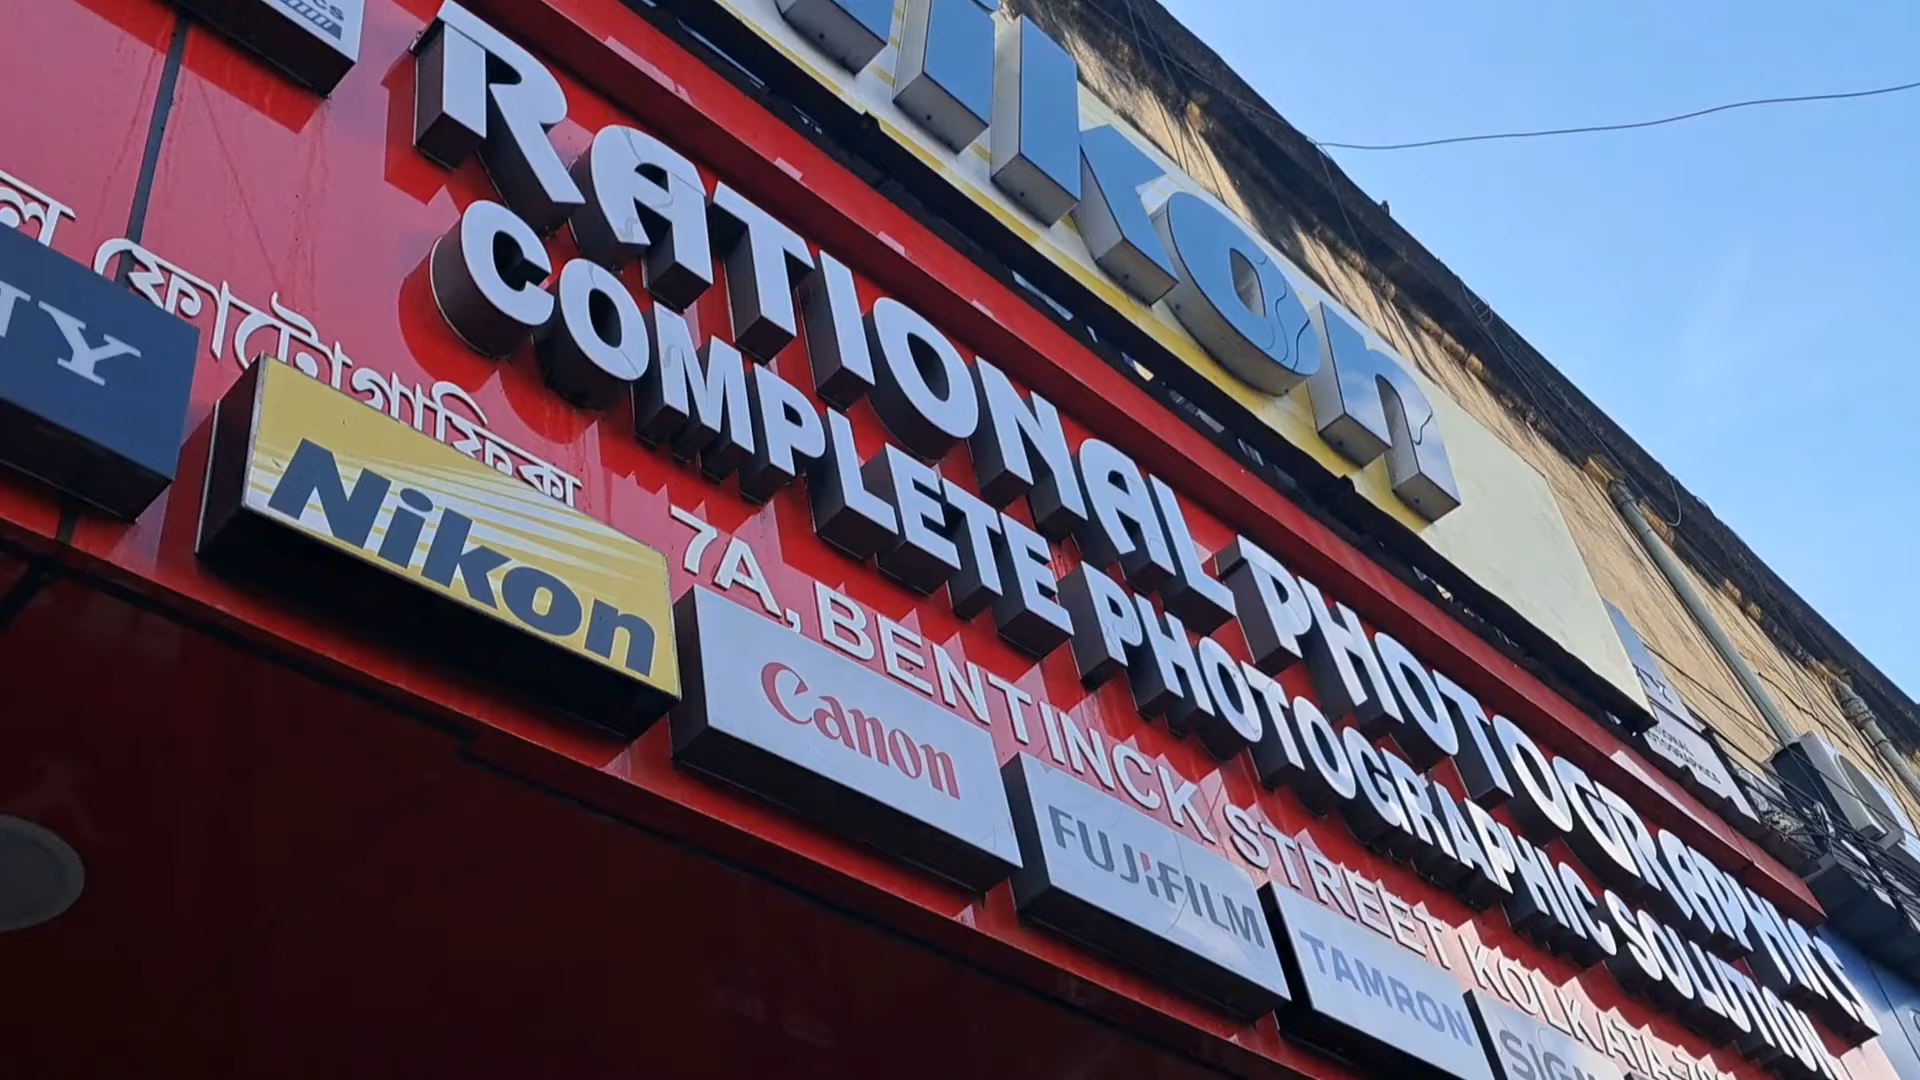 Nikon
RATIONAL PHOTOGRAPHICS
COMPLETE PHOTOGRAPHIC SOLUTION
ফোটোগ্রাফিকা
7A, BENTINCK STREET KOLKATA-
Nikon
Canon
FUJIFILM
TAMRON